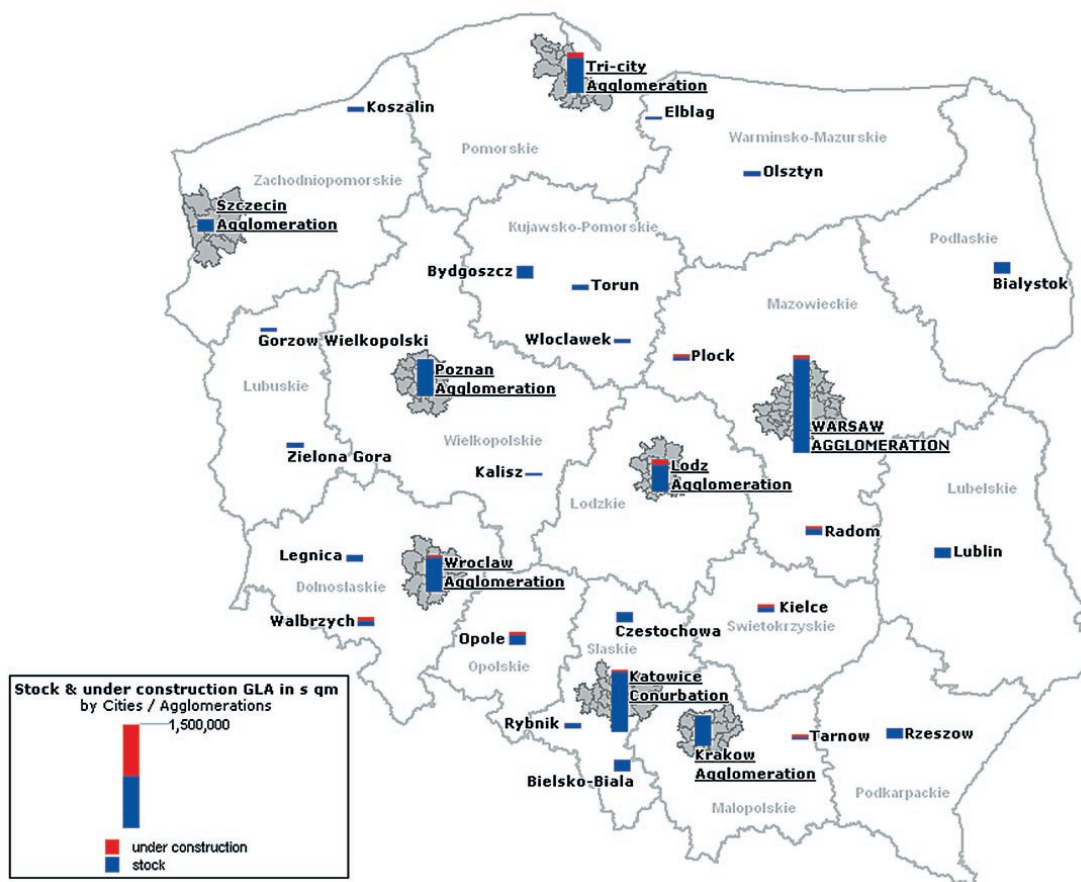 Tri-city
Agglomeration
Koszalin
Elblag
Warminsko-Mazurskie
Pomorskie
Olsztyn
Zachodniopomorskie
Szczecin
Agglomeration
Kujawsko-Pomorskie
Podlaskie
Bydgoszcz
Torun
Bialystok
Mazowieckie
Gorzow Wielkopolski
Wloclawek
Plock
Poznan
Agglomeration
Lubuskie
WARSAW
AGGLOMERATION
Wielkopolskie
Zielona Gora
Kalisz
Lodz
Agglomeration
Lodzkie
Lubelskie
Radom
Legnica
Wroclaw
Agglomeration
Lublin
Dolnoslaskie
Walbrzych
Kielce
Swietokrzyskie
Czestochowa
Opole
Slaskie
Opolskie
Katowice
Conurbation
Rybnik
Tarnow
Rzeszow
Krakow
Agglomeration
Bielsko-Biala
Malopolskie
Podkarpackie
Stock & under construction GLA in s qm
by Cities / Agglomerations
1,500,000
under construction
stock